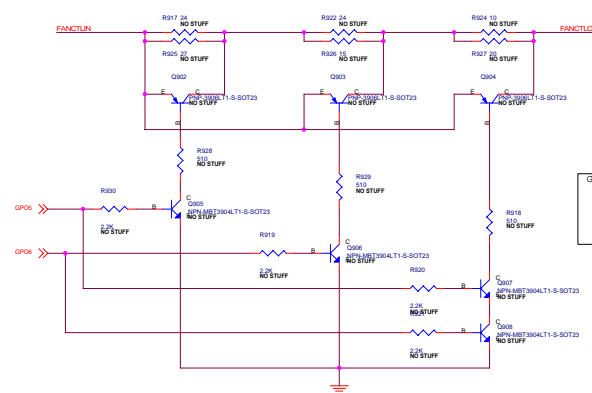 R917 24
NO STUFF
R922 24
NO STUFF
R924 10
NO STUFF
FANCTLIN
FANCTLO
R925 27
NO STUFF
R926 15
NO STUFF
R927 20
NO STUFF
Q902
Q903
Q904
E
C
PNP-3906LT1-S-SOT23
NO STUFF
B
E
C
PNP-3906LT1-S-SOT23
NO STUFF
B
E
C
PNP-3906LT1-S-SOT23
NO STUFF
B
R928
510
NO STUFF
R929
510
NO STUFF
G
R930
2.2K
NO STUFF
GPO5
B
C
Q905
NPN-MBT3904LT1-S-SOT23
NO STUFF
R918
510
NO STUFF
R919
2.2K
NO STUFF
GPO6
B
C
Q906
NPN-MBT3904LT1-S-SOT23
NO STUFF
R920
2.2K
NO STUFF
B
C
Q907
NPN-MBT3904LT1-S-SOT23
NO STUFF
2.2K
NO STUFF
B
C
Q908
NPN-MBT3904LT1-S-SOT23
NO STUFF